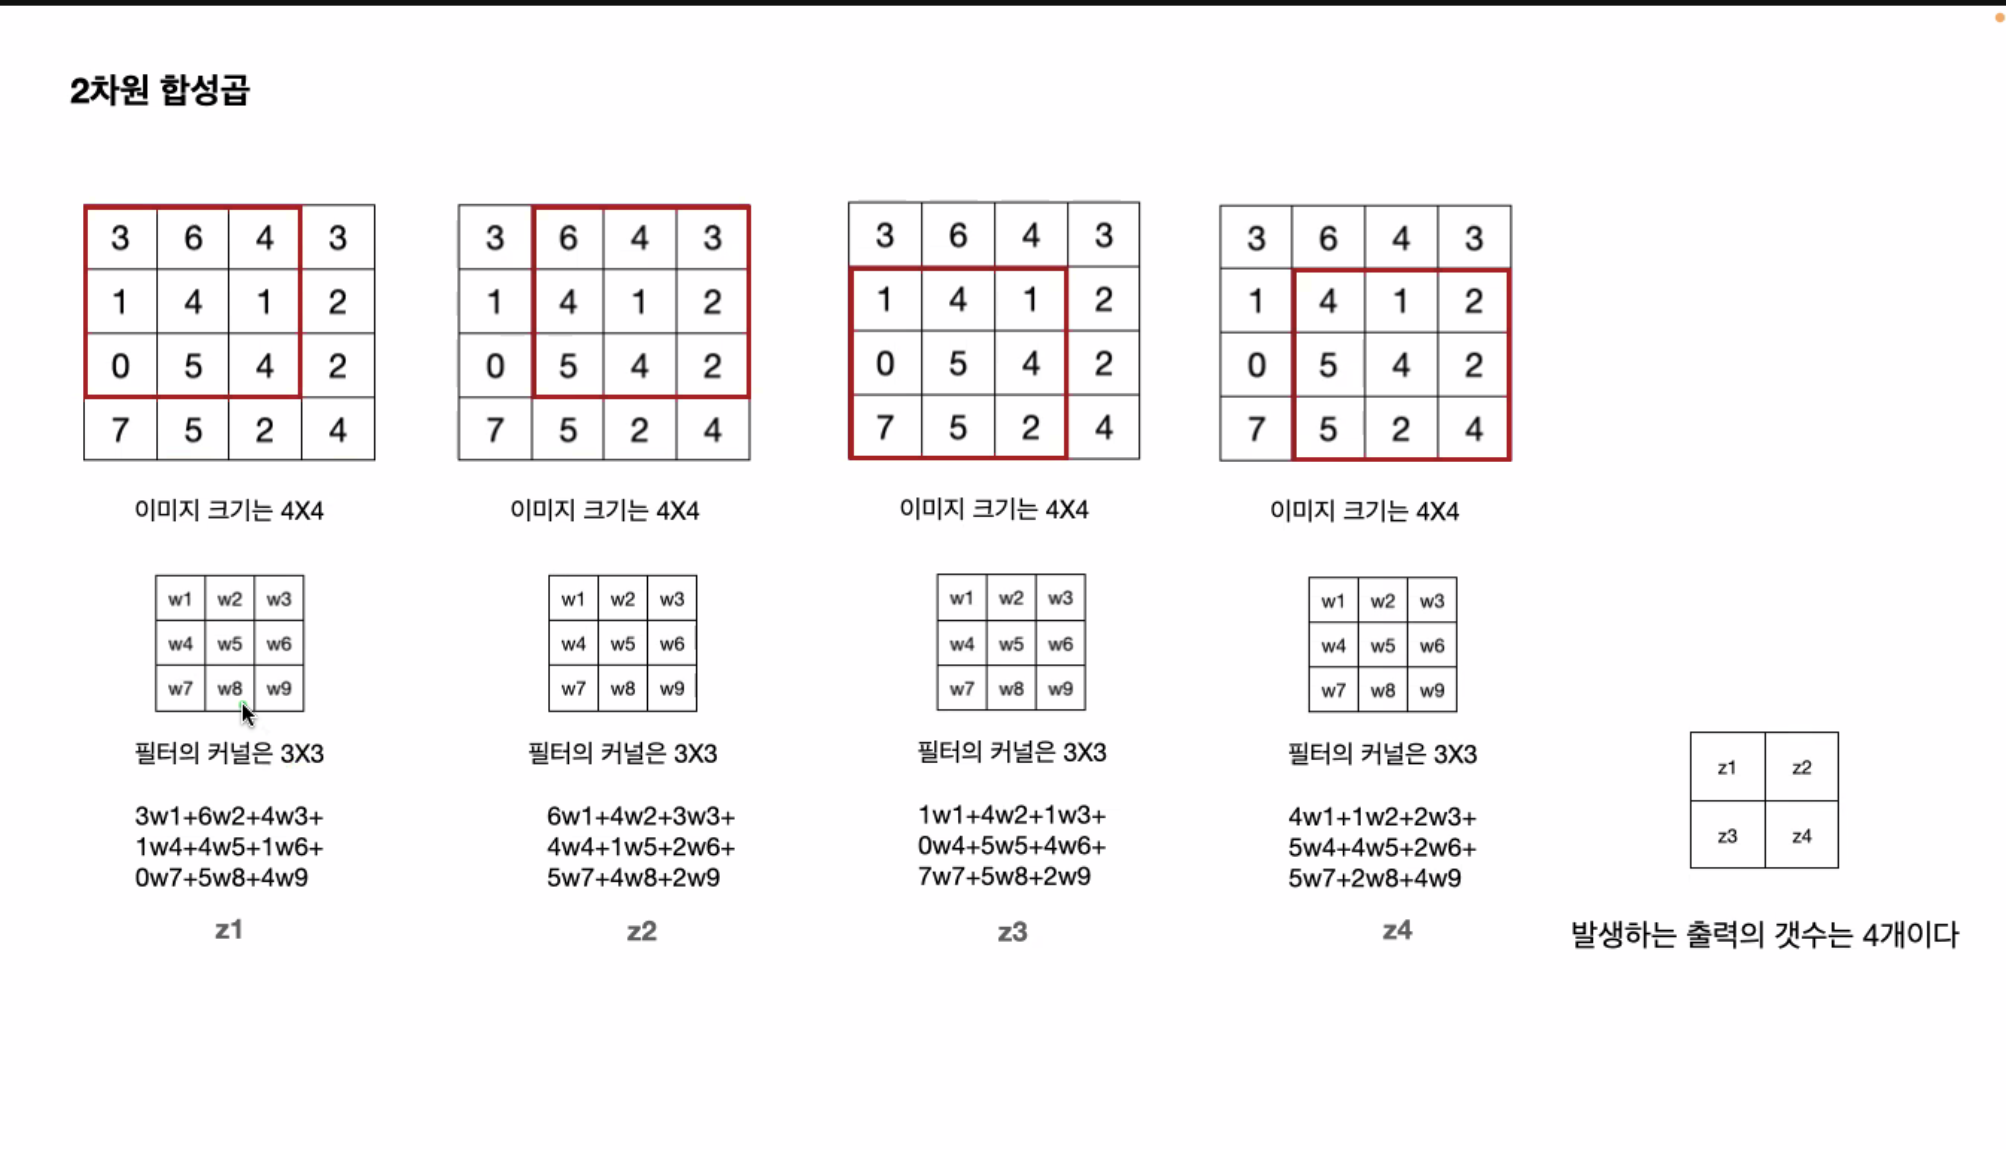 2차원 합성곱
3 6 4 3
1 4 1 2
0 5 4 2
7 5 2 4
이미지 크기는 4X4
w1 w2 w3
w4 w5 w6
w7 w8 w9
필터의 커널은 3X3
3w1+6w2+4w3+
1w4+4w5+1w6+
0w7+5w8+4w9
z1
3 6 4 3
1 4 1 2
0 5 4 2
7 5 2 4
이미지 크기는 4X4
w1 w2 w3
w4 w5 w6
w7 w8 w9
필터의 커널은 3X3
6w1+4w2+3w3+
4w4+1w5+2w6+
5w7+4w8+2w9
z2
3 6 4 3
1 4 1 2
0 5 4 2
7 5 2 4
이미지 크기는 4X4
w1 w2 w3
w4 w5 w6
w7 w8 w9
필터의 커널은 3X3
1w1+4w2+1w3+
0w4+5w5+4w6+
7w7+5w8+2w9
z3
3 6 4 3
1 4 1 2
0 5 4 2
7 5 2 4
이미지 크기는 4X4
w1 w2 w3
w4 w5 w6
w7 w8 w9
필터의 커널은 3X3
4w1+1w2+2w3+
5w4+4w5+2w6+
5w7+2w8+4w9
z4
z1 z2
z3 z4
발생하는 출력의 갯수는 4개이다